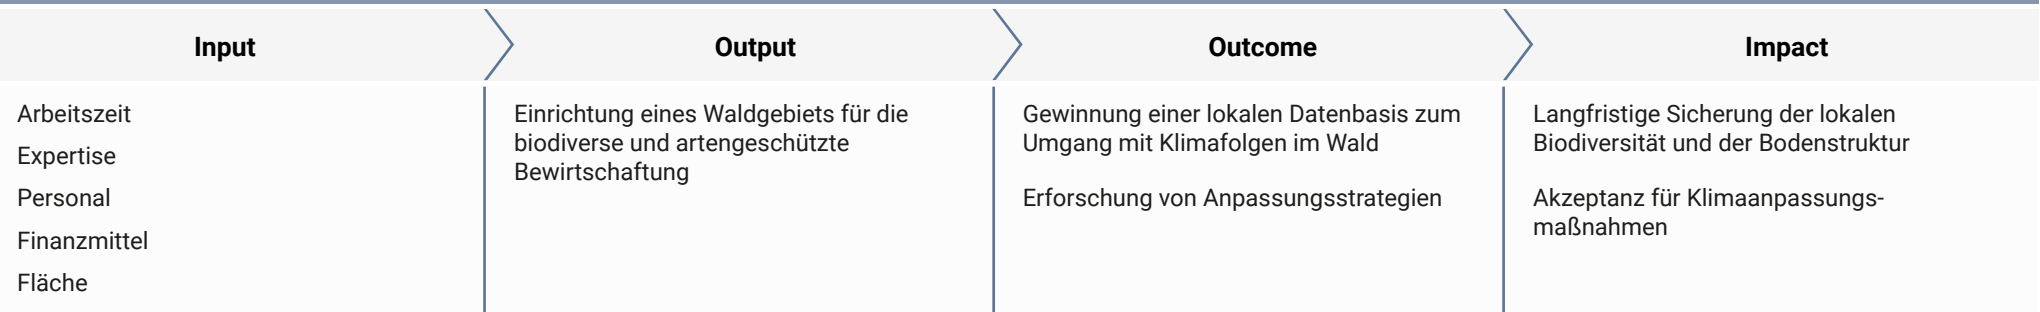 Input
Output
Outcome
Impact
Arbeitszeit
Expertise
Personal
Finanzmittel
Fläche
Einrichtung eines Waldgebiets für die
biodiverse und artengeschützte
Bewirtschaftung
Gewinnung einer lokalen Datenbasis zum
Umgang mit Klimafolgen im Wald
Erforschung von Anpassungsstrategien
Langfristige Sicherung der lokalen
Biodiversität und der Bodenstruktur
Akzeptanz für Klimaanpassungs-
maßnahmen